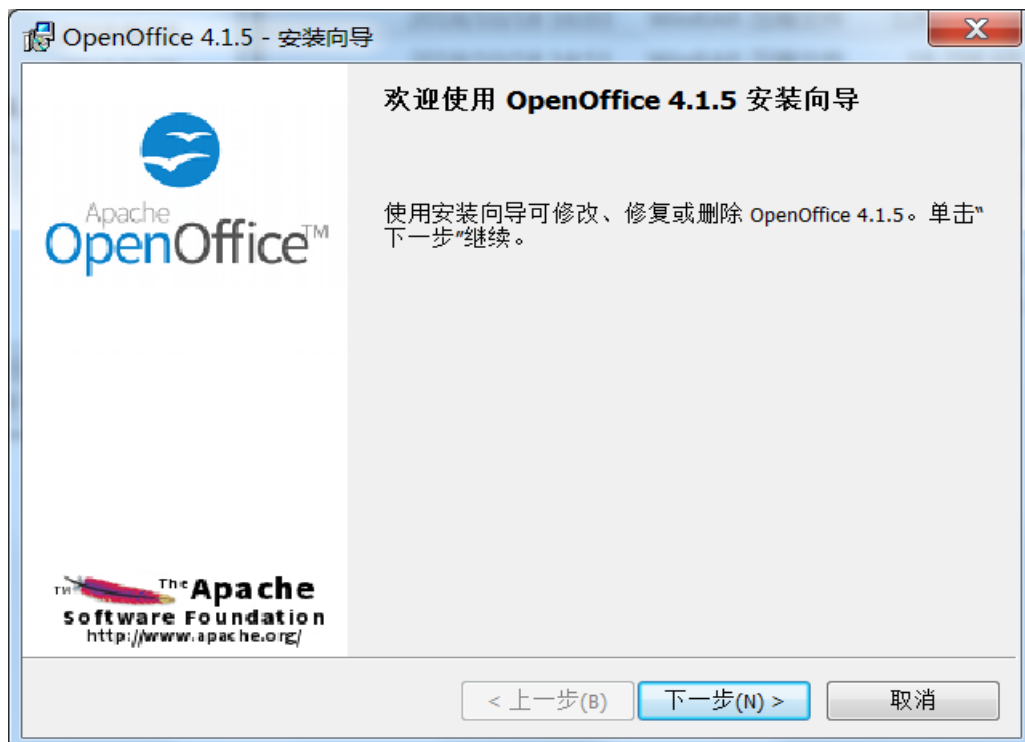 OpenOffice 4.1.5 - 安装向导
欢迎使用 OpenOffice 4.1.5 安装向导
Apache
OpenOffice™
使用安装向导可修改、修复或删除 OpenOffice 4.1.5。单击“
下一步”继续。
TM The Apache
Software Foundation
http://www.apache.org/
< 上一步(B)
下一步(N) >
取消